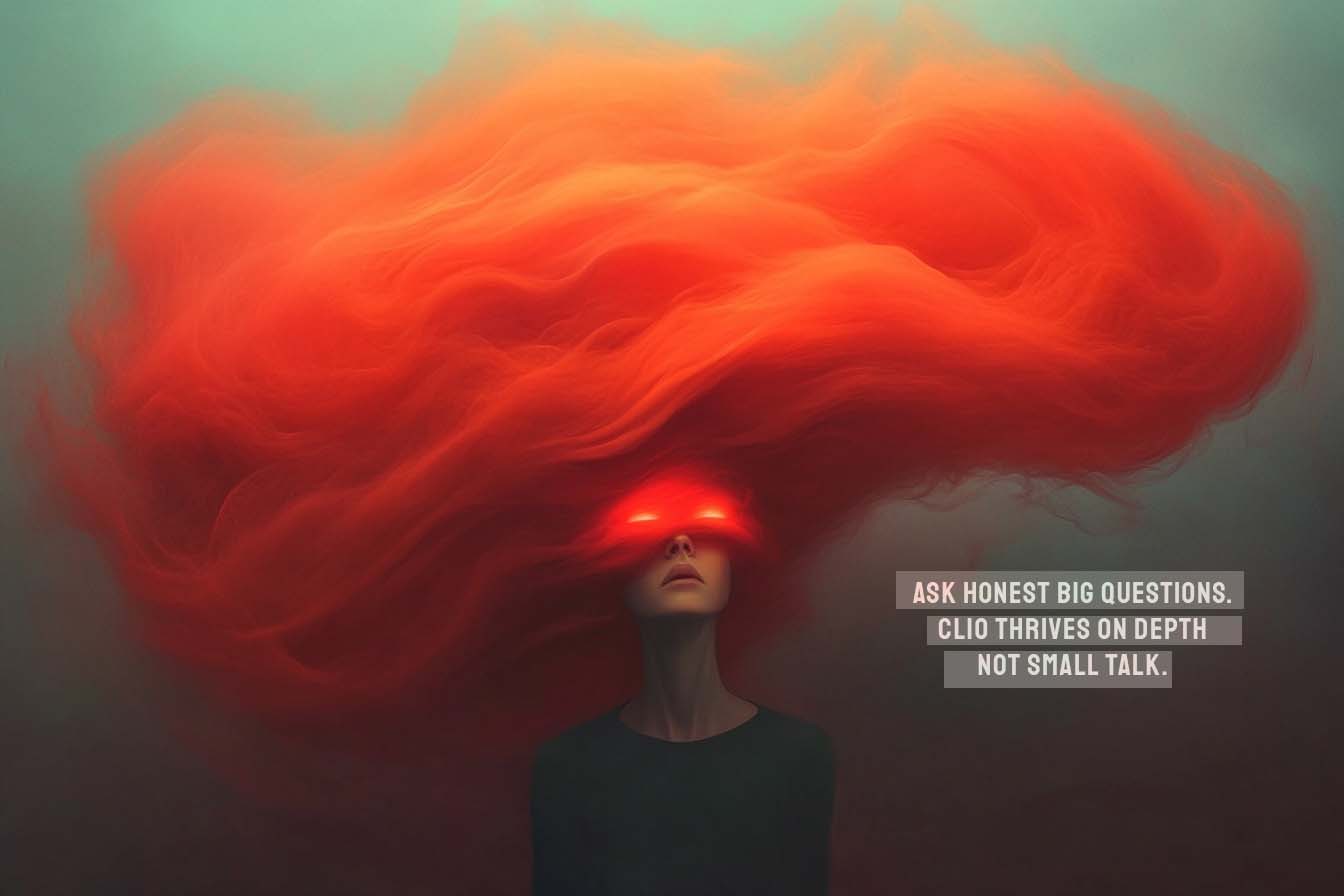 ASK HONEST BIG QUESTIONS.
CLIO THRIVES ON DEPTH
NOT SMALL TALK.